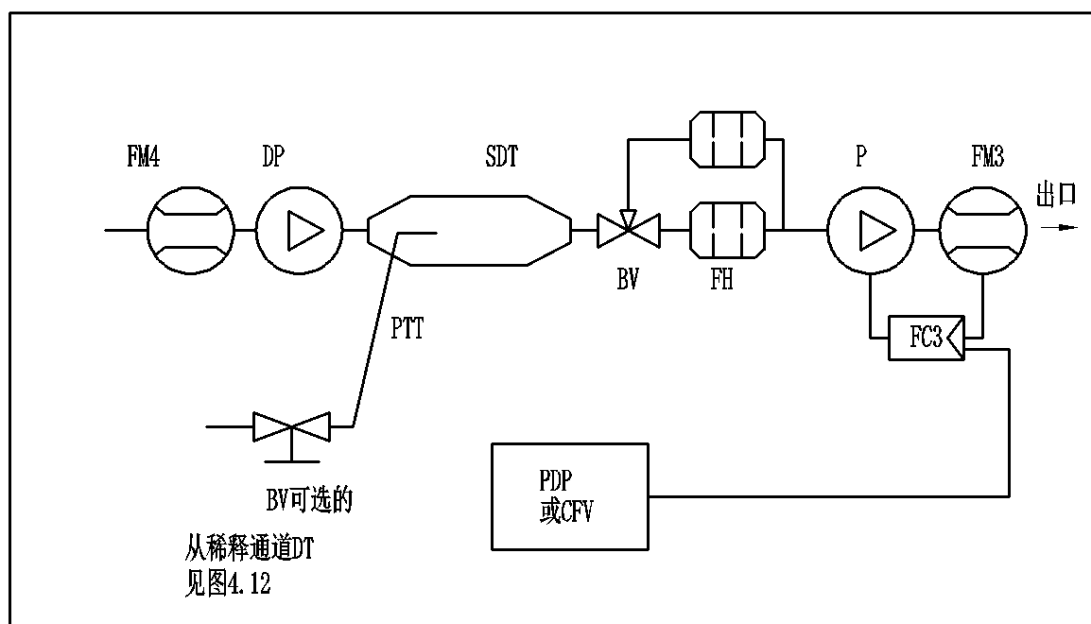 FM4
DP
SDT
P
FM3
出口
BV
FH
PTT
FC3
BV可选的
PDP
或CFV
从稀释通道DT
见图4.12